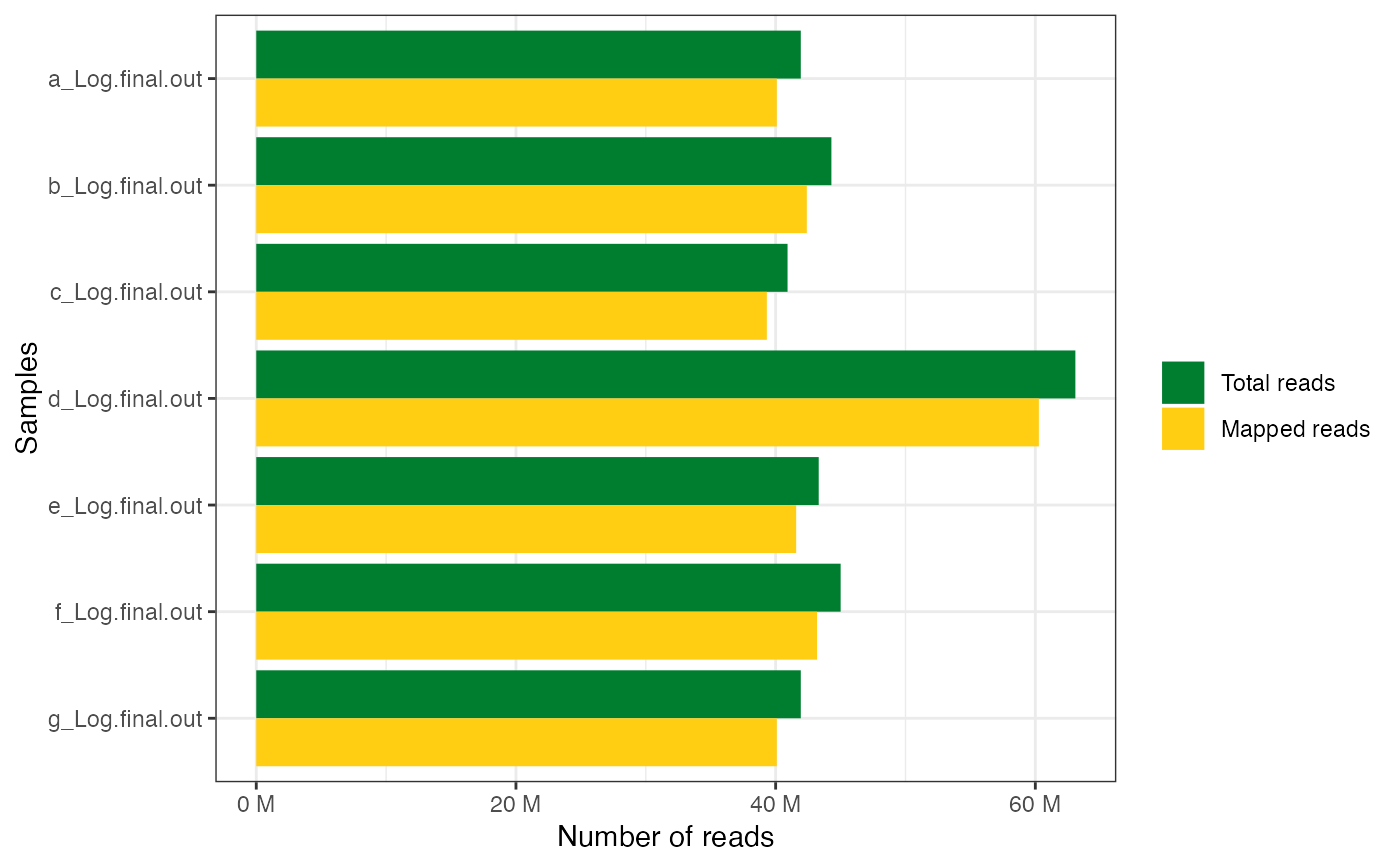 Samples
a_Log.final.out
b_Log.final.out
c_Log.final.out
d_Log.final.out
e_Log.final.out
f_Log.final.out
g_Log.final.out
0 M 20 M 40 M 60 M
Number of reads
Total reads
Mapped reads